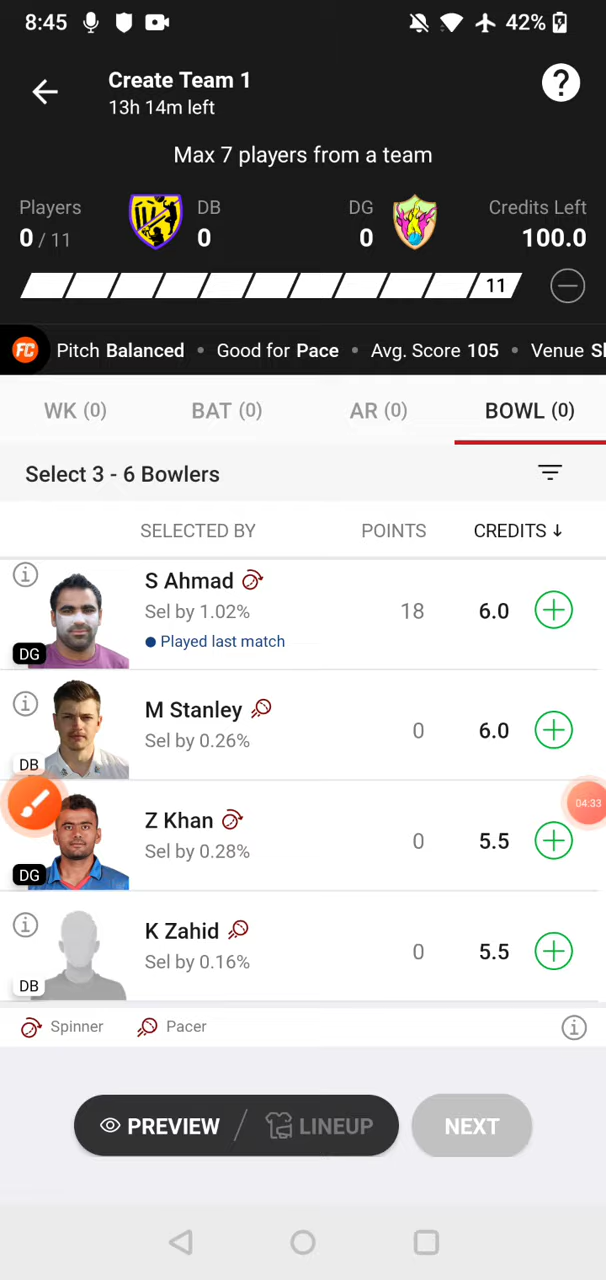 8:45 42%
Create Team 1
13h 14m left
?
Max 7 players from a team
Players DB DG Credits Left
0 / 11 0 0 100.0
11
FC Pitch Balanced • Good for Pace • Avg. Score 105 • Venue Sh
WK (0) BAT (0) AR (0) BOWL (0)
Select 3 - 6 Bowlers
SELECTED BY POINTS CREDITS ↓
S Ahmad
Sel by 1.02% 18 6.0
Played last match
DG
M Stanley
Sel by 0.26% 0 6.0
DB
04:33
Z Khan
Sel by 0.28% 0 5.5
DG
K Zahid
Sel by 0.16% 0 5.5
DB
Spinner Pacer
PREVIEW / LINEUP NEXT